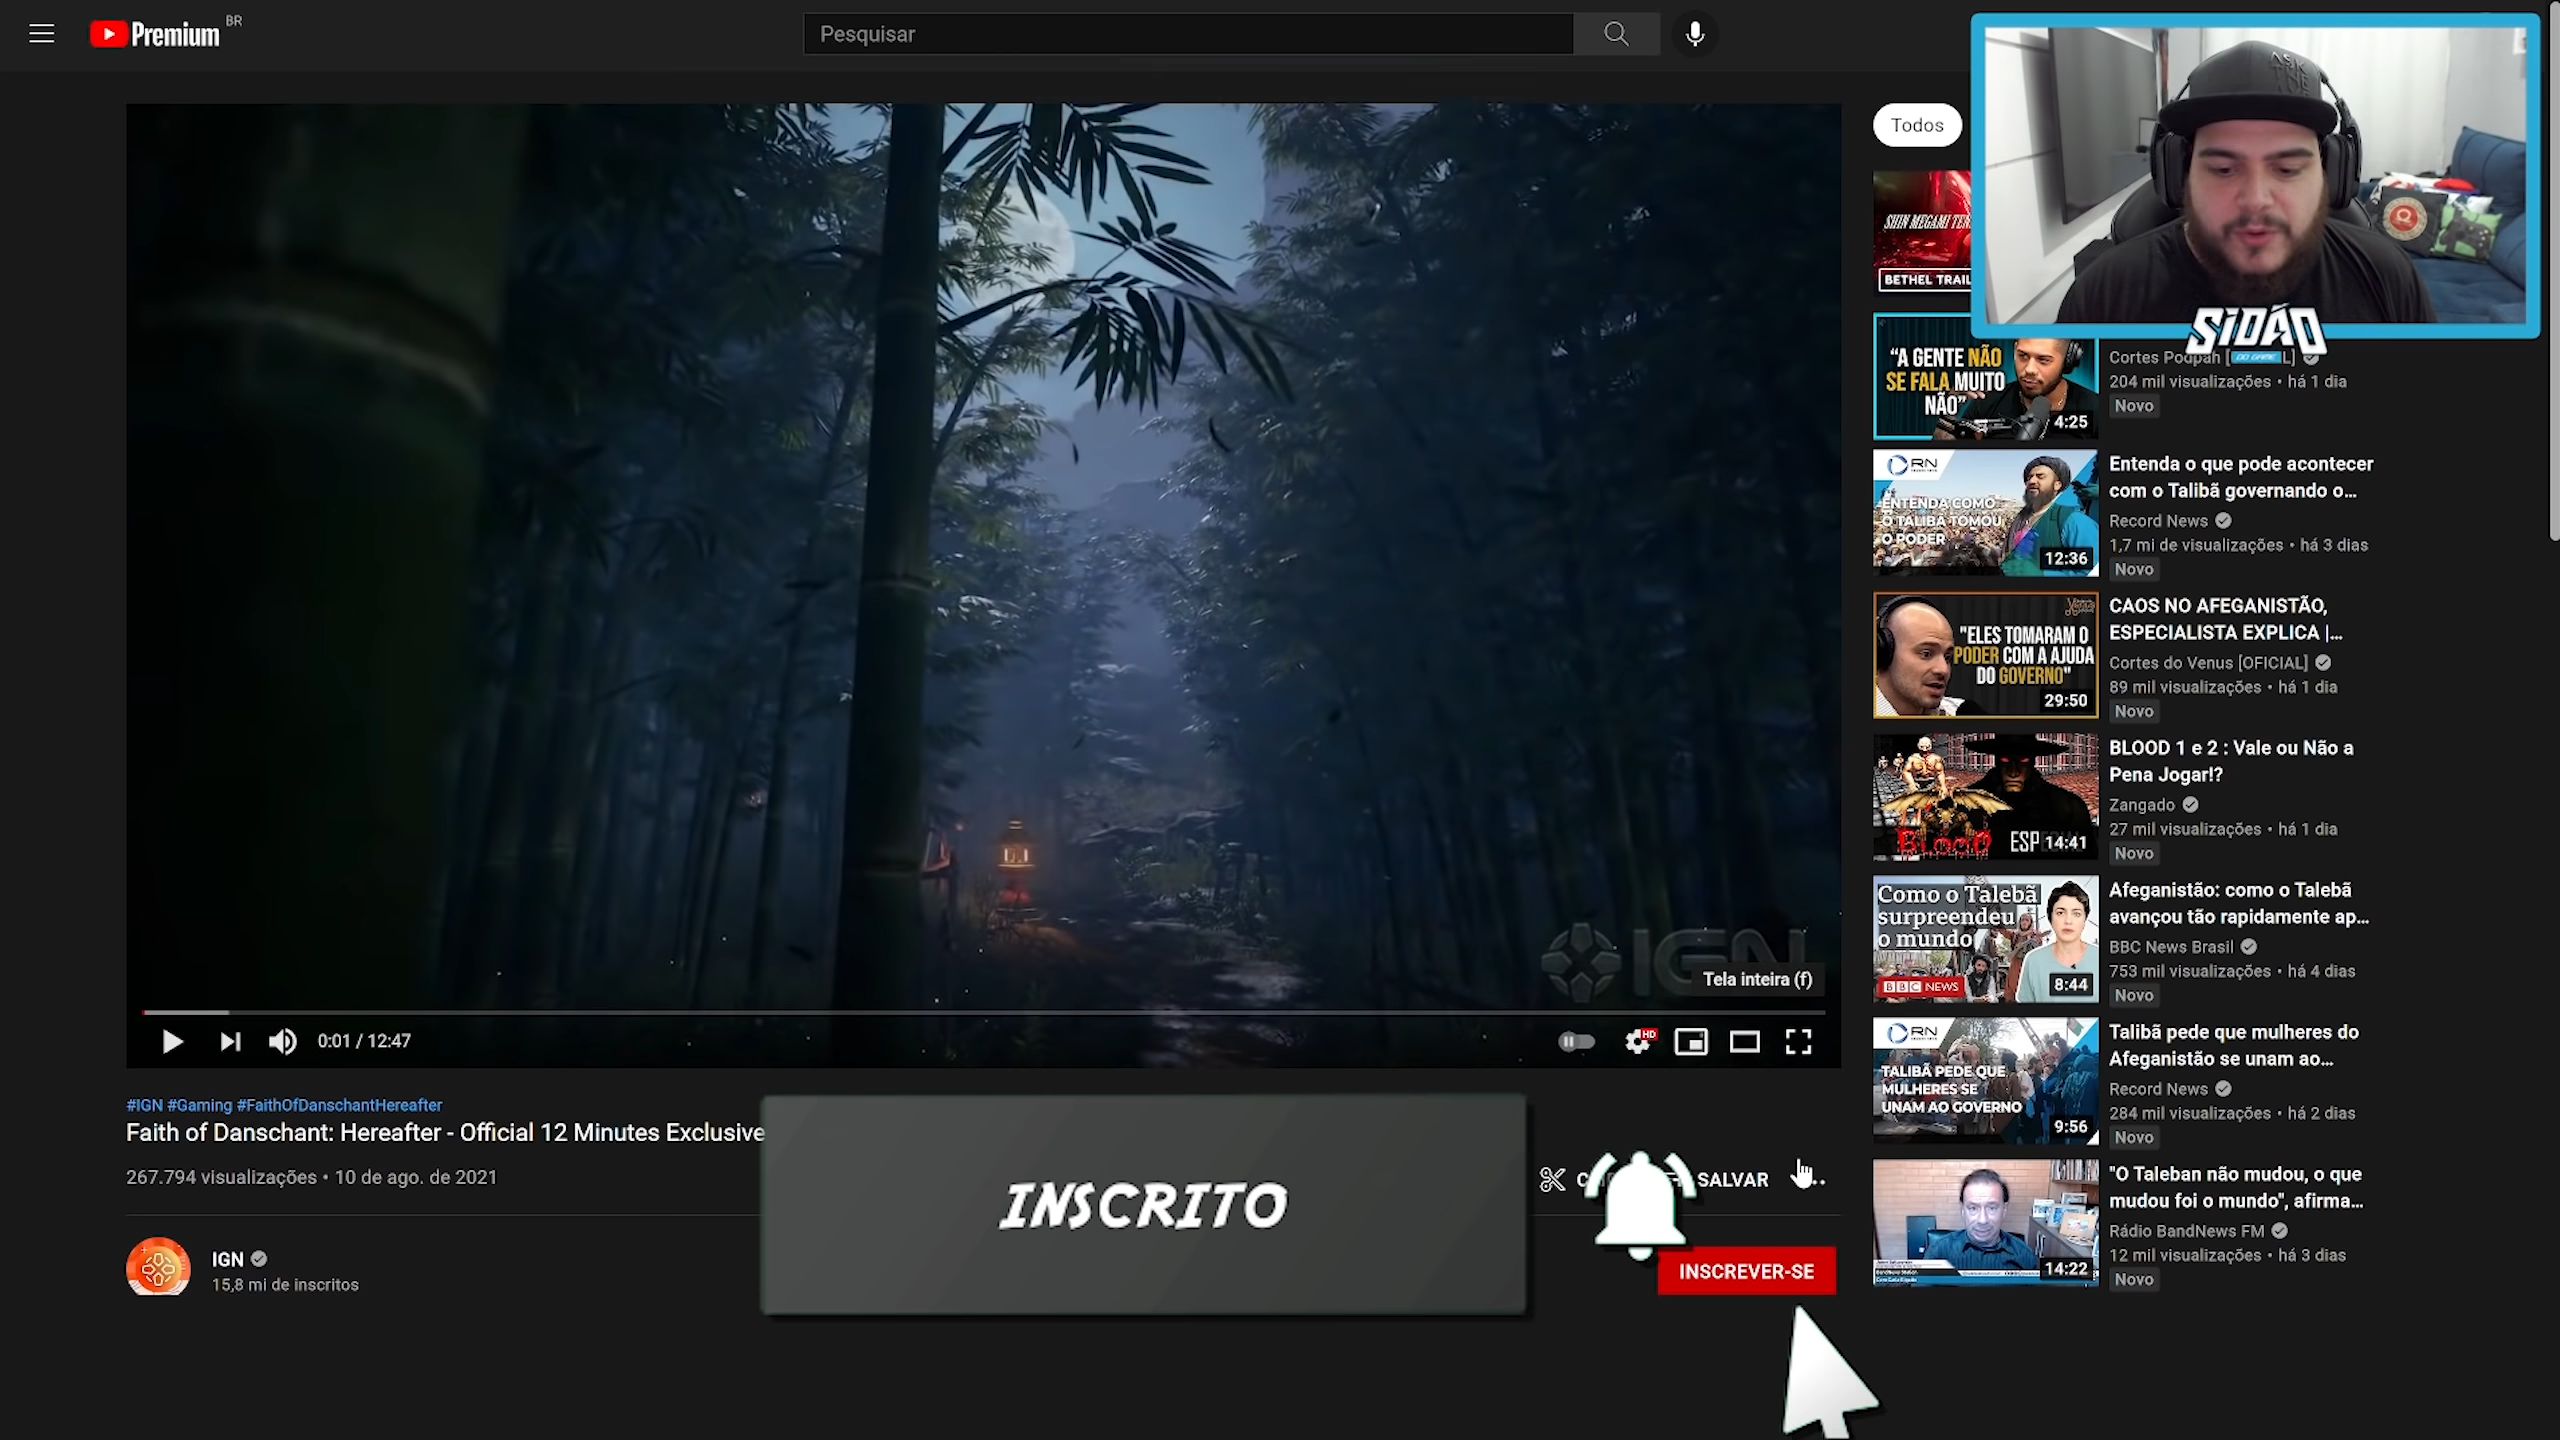 Premium BR
Pesquisar
Todos
SHIN MEGAMI
BETHEL
SIDÃO
DO GAME
"A GENTE NÃO
SE FALA MUITO
NÃO"
4:25
Cortes Podpah
204 mil visualizações • há 1 dia
Novo
RN
ENTENDA COMO
O TALIBÃ TOMOU
O PODER
12:36
Entenda o que pode acontecer
com o Talibã governando o...
Record News
1,7 mi de visualizações • há 3 dias
Novo
"ELES TOMARAM O
PODER COM A AJUDA
DO GOVERNO"
29:50
CAOS NO AFEGANISTÃO,
ESPECIALISTA EXPLICA |...
Cortes do Venus [OFICIAL]
89 mil visualizações • há 1 dia
Novo
BLOOD
14:41
BLOOD 1 e 2 : Vale ou Não a
Pena Jogar!?
Zangado
27 mil visualizações • há 1 dia
Novo
Como o Talebã
surpreendeu
o mundo
BBC NEWS
8:44
Afeganistão: como o Talebã
avançou tão rapidamente ap...
BBC News Brasil
753 mil visualizações • há 4 dias
Novo
RN
TALIBÃ PEDE QUE
MULHERES SE
UNAM AO GOVERNO
9:56
Talibã pede que mulheres do
Afeganistão se unam ao...
Record News
284 mil visualizações • há 2 dias
Novo
14:22
"O Taleban não mudou, o que
mudou foi o mundo", afirma...
Rádio BandNews FM
12 mil visualizações • há 3 dias
Novo
IGN
Tela inteira (f)
0:01 / 12:47
HD
#IGN #Gaming #FaithOfDanschantHereafter
Faith of Danschant: Hereafter - Official 12 Minutes Exclusive
267.794 visualizações • 10 de ago. de 2021
SALVAR
INSCRITO
IGN
15,8 mi de inscritos
INSCREVER-SE